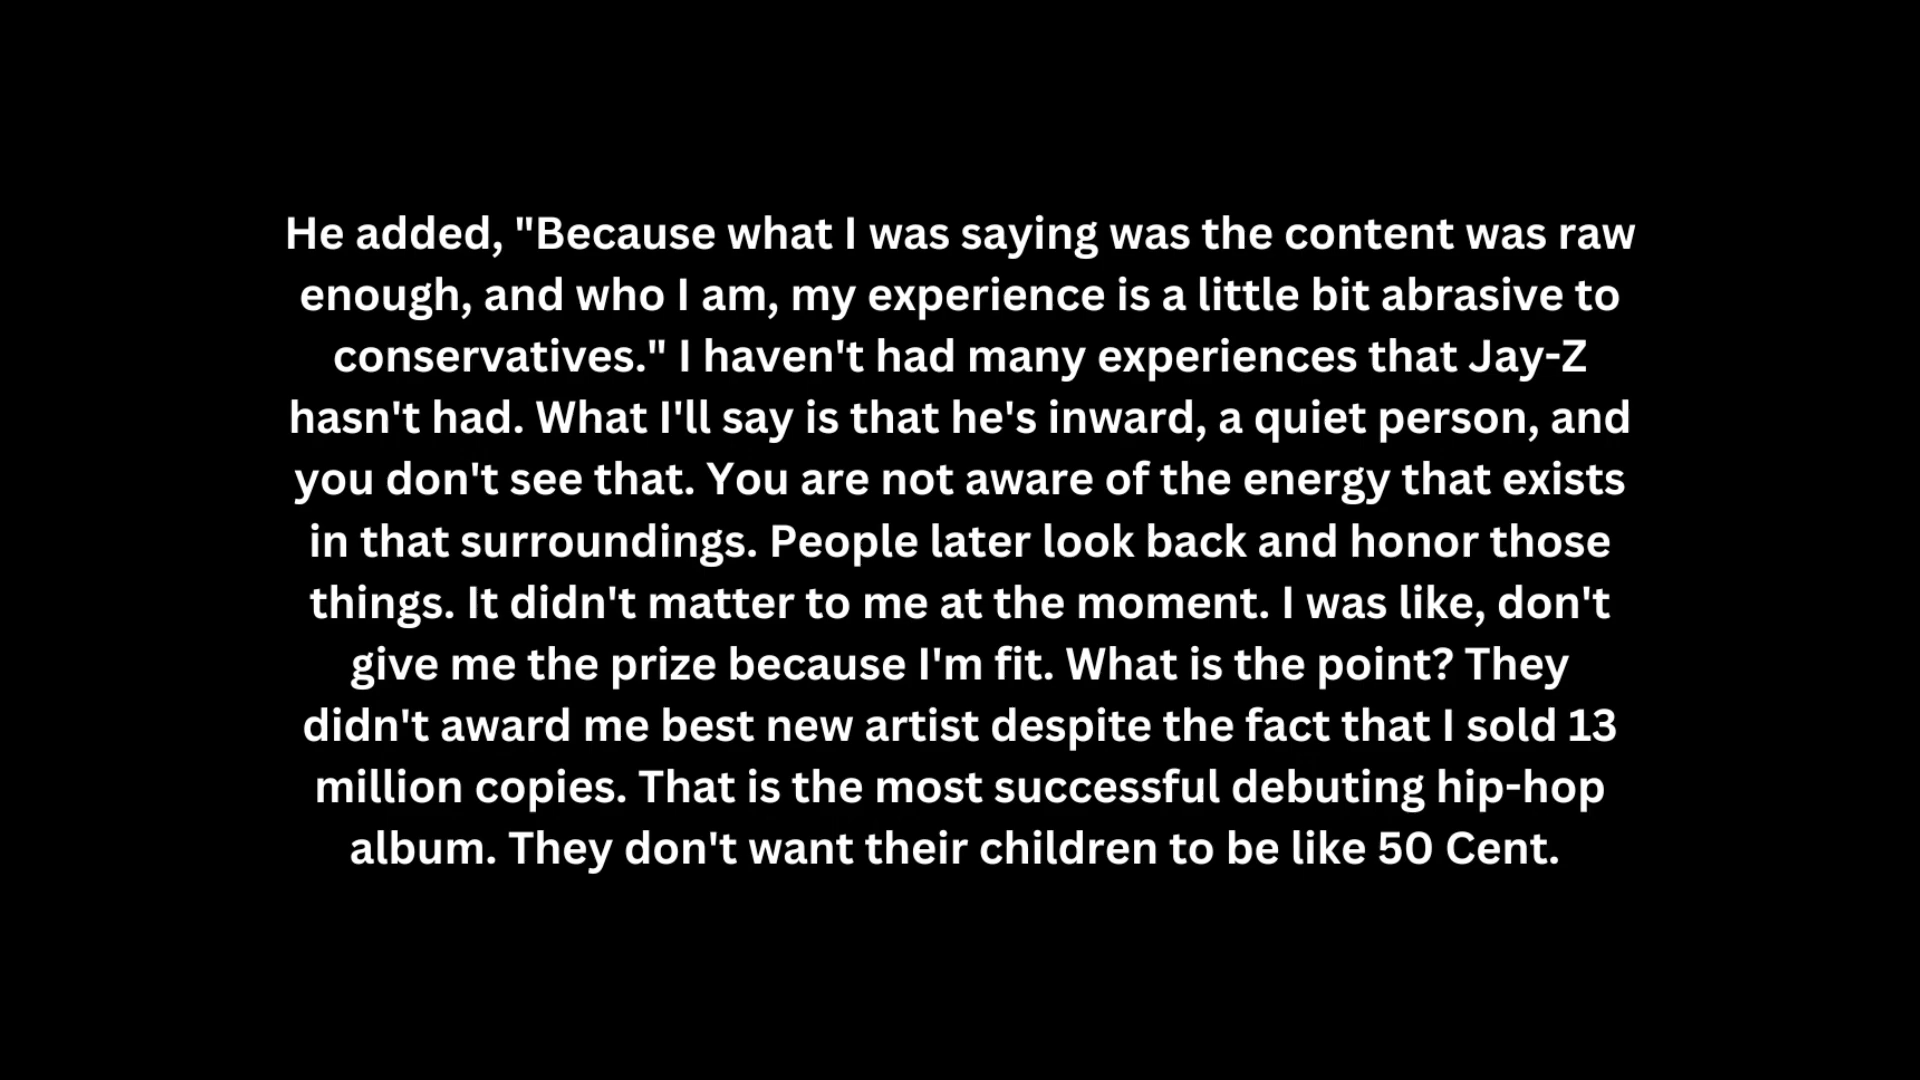 He added, "Because what I was saying was the content was raw
enough, and who I am, my experience is a little bit abrasive to
conservatives." I haven't had many experiences that Jay-Z
hasn't had. What I'll say is that he's inward, a quiet person, and
you don't see that. You are not aware of the energy that exists
in that surroundings. People later look back and honor those
things. It didn't matter to me at the moment. I was like, don't
give me the prize because I'm fit. What is the point? They
didn't award me best new artist despite the fact that I sold 13
million copies. That is the most successful debuting hip-hop
album. They don't want their children to be like 50 Cent.